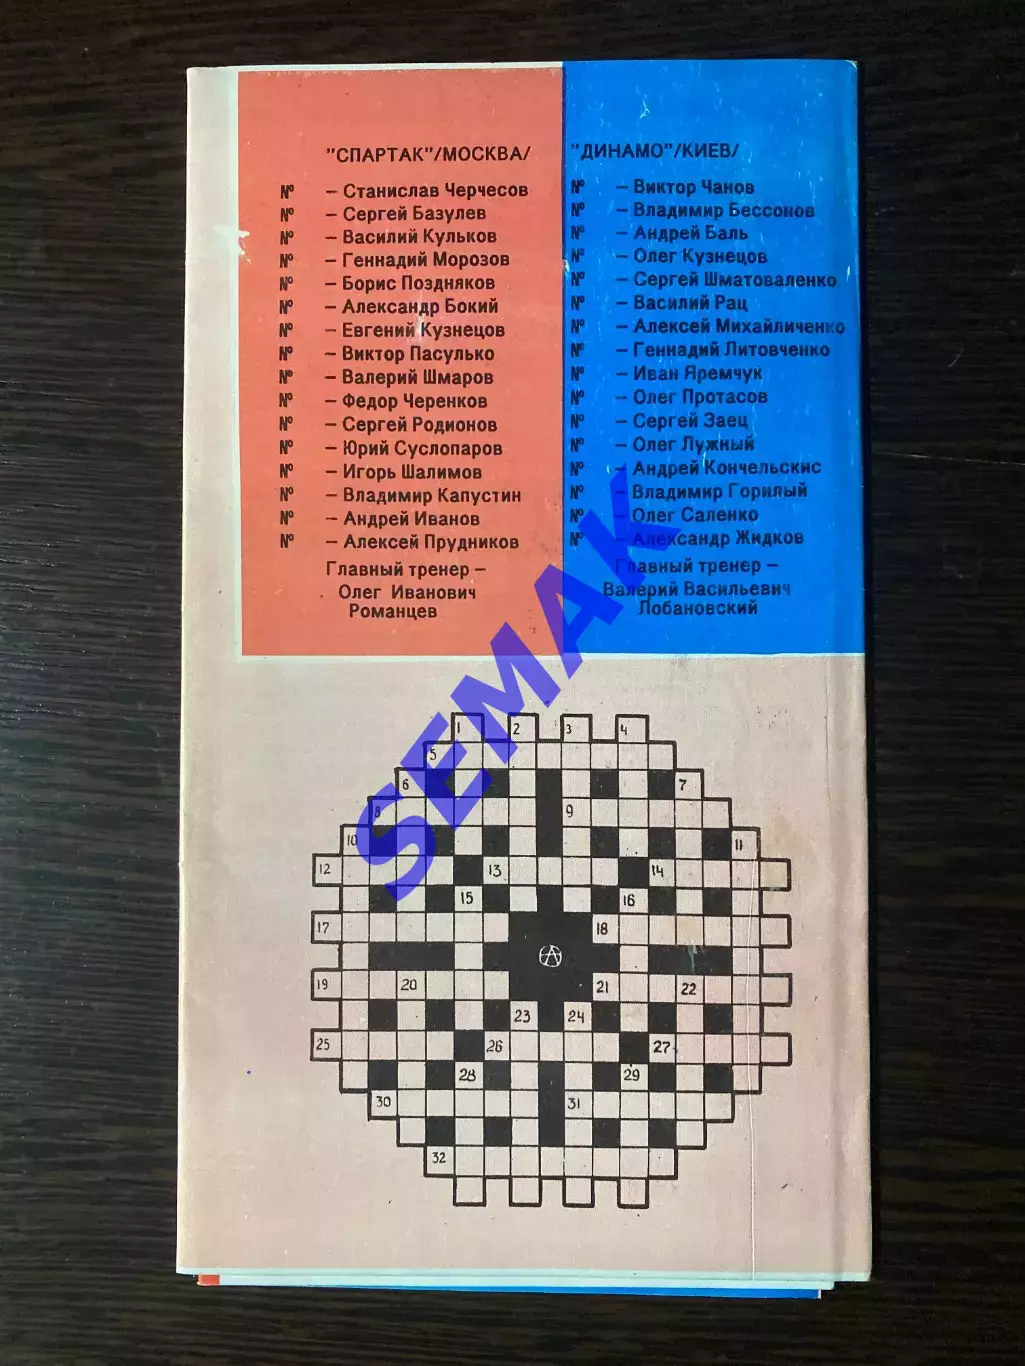 "СПАРТАК"/МОСКВА/
№ – Станислав Черчесов
№ – Сергей Базулев
№ – Василий Кульков
№ – Геннадий Морозов
№ – Борис Поздняков
№ – Александр Бокий
№ – Евгений Кузнецов
№ – Виктор Пасулько
№ – Валерий Шмаров
№ – Федор Черенков
№ – Сергей Родионов
№ – Юрий Суслопаров
№ – Игорь Шалимов
№ – Владимир Капустин
№ – Андрей Иванов
№ – Алексей Прудников
Главный тренер –
Олег Иванович
Романцев
"ДИНАМО"/КИЕВ/
№ – Виктор Чанов
№ – Владимир Бессонов
№ – Андрей Баль
№ – Олег Кузнецов
№ – Сергей Шматоваленко
№ – Василий Рац
№ – Алексей Михайличенко
№ – Геннадий Литовченко
№ – Иван Яремчук
№ – Олег Протасов
№ – Сергей Заец
№ – Олег Лужный
№ – Андрей Кончельскис
№ – Владимир Горилый
№ – Олег Саленко
№ – Александр Жидков
Главный тренер –
Валерий Васильевич
Лобановский
SEMAK
1 2 3 4
5
6 7
8 9
10 11
12 13 14
15 16
17 18
19 20 21 22
23 24
25 26 27
28 29
30 31
32